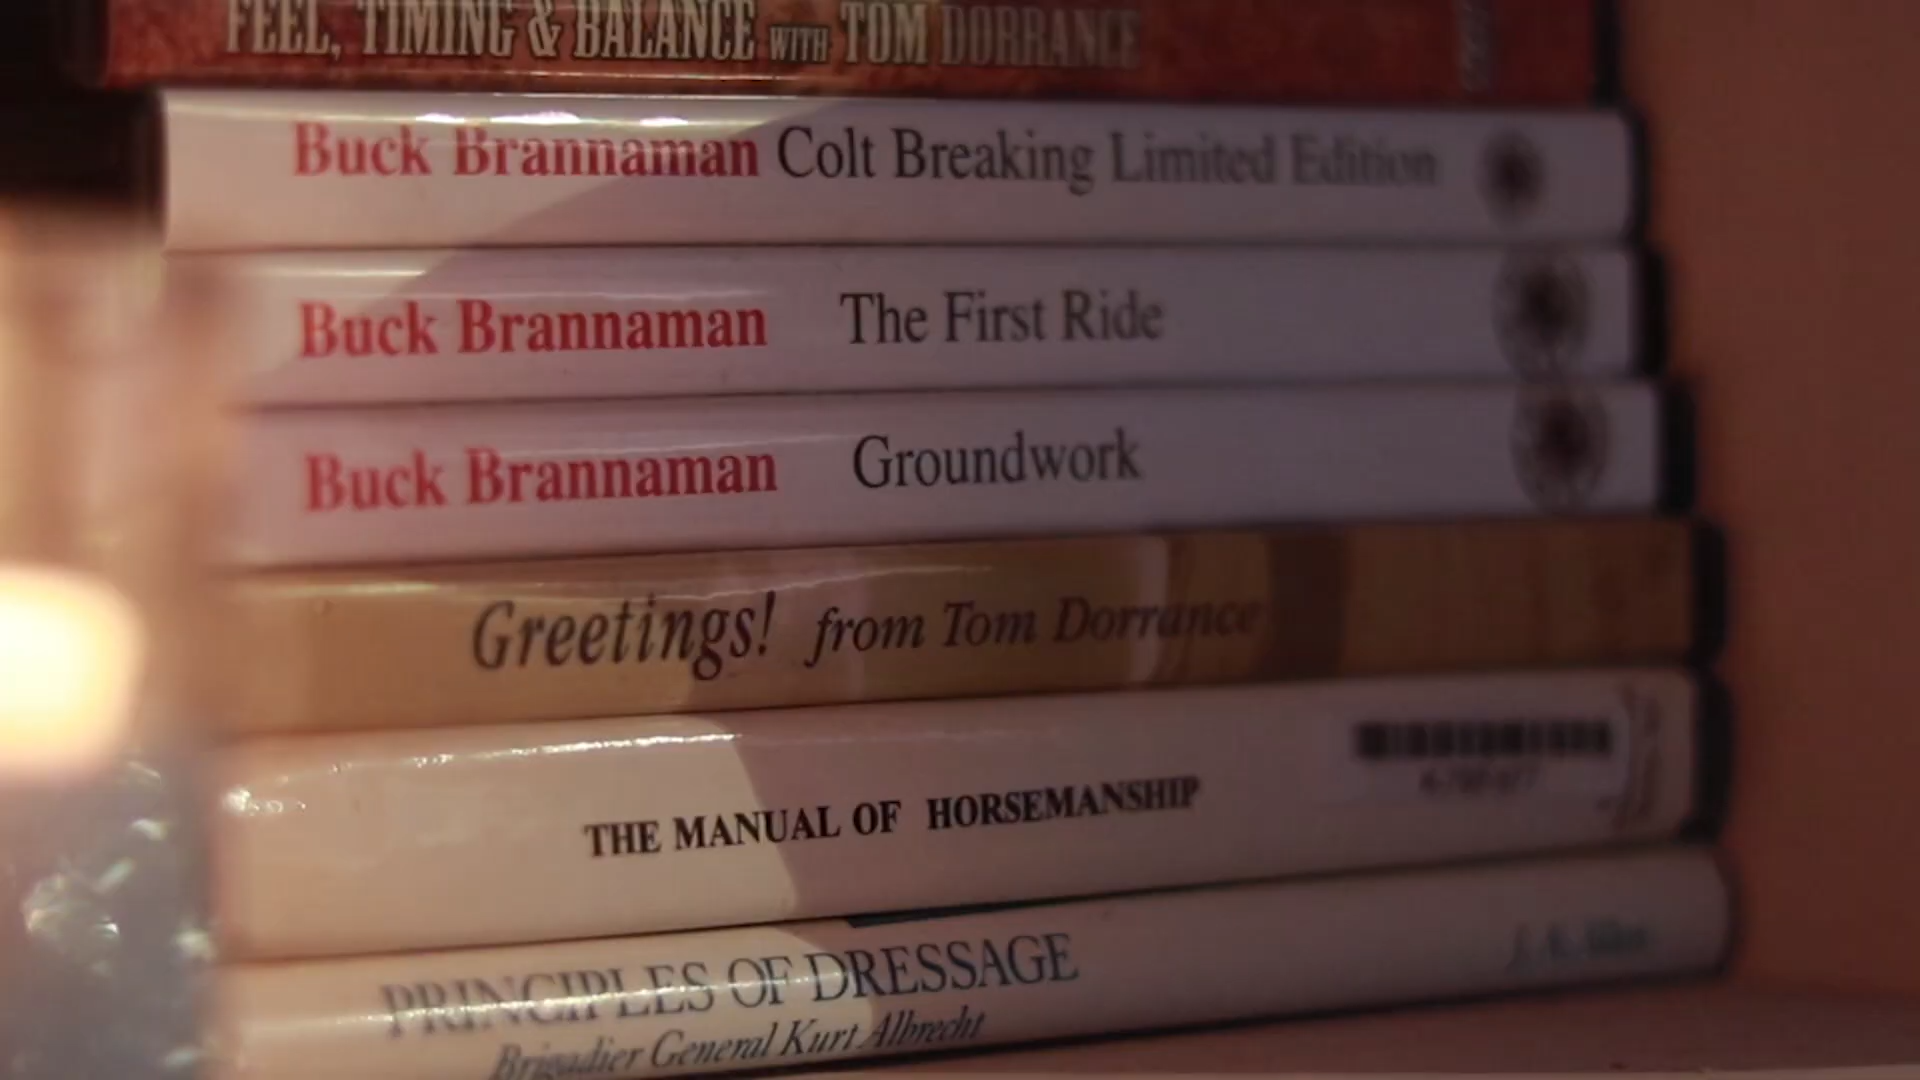 FEEL, TIMING & BALANCE WITH TOM DORRANCE
Buck Brannaman Colt Breaking Limited Edition
Buck Brannaman The First Ride
Buck Brannaman Groundwork
Greetings! from Tom Dorrance
THE MANUAL OF HORSEMANSHIP
PRINCIPLES OF DRESSAGE
Brigadier General Kurt Albrecht